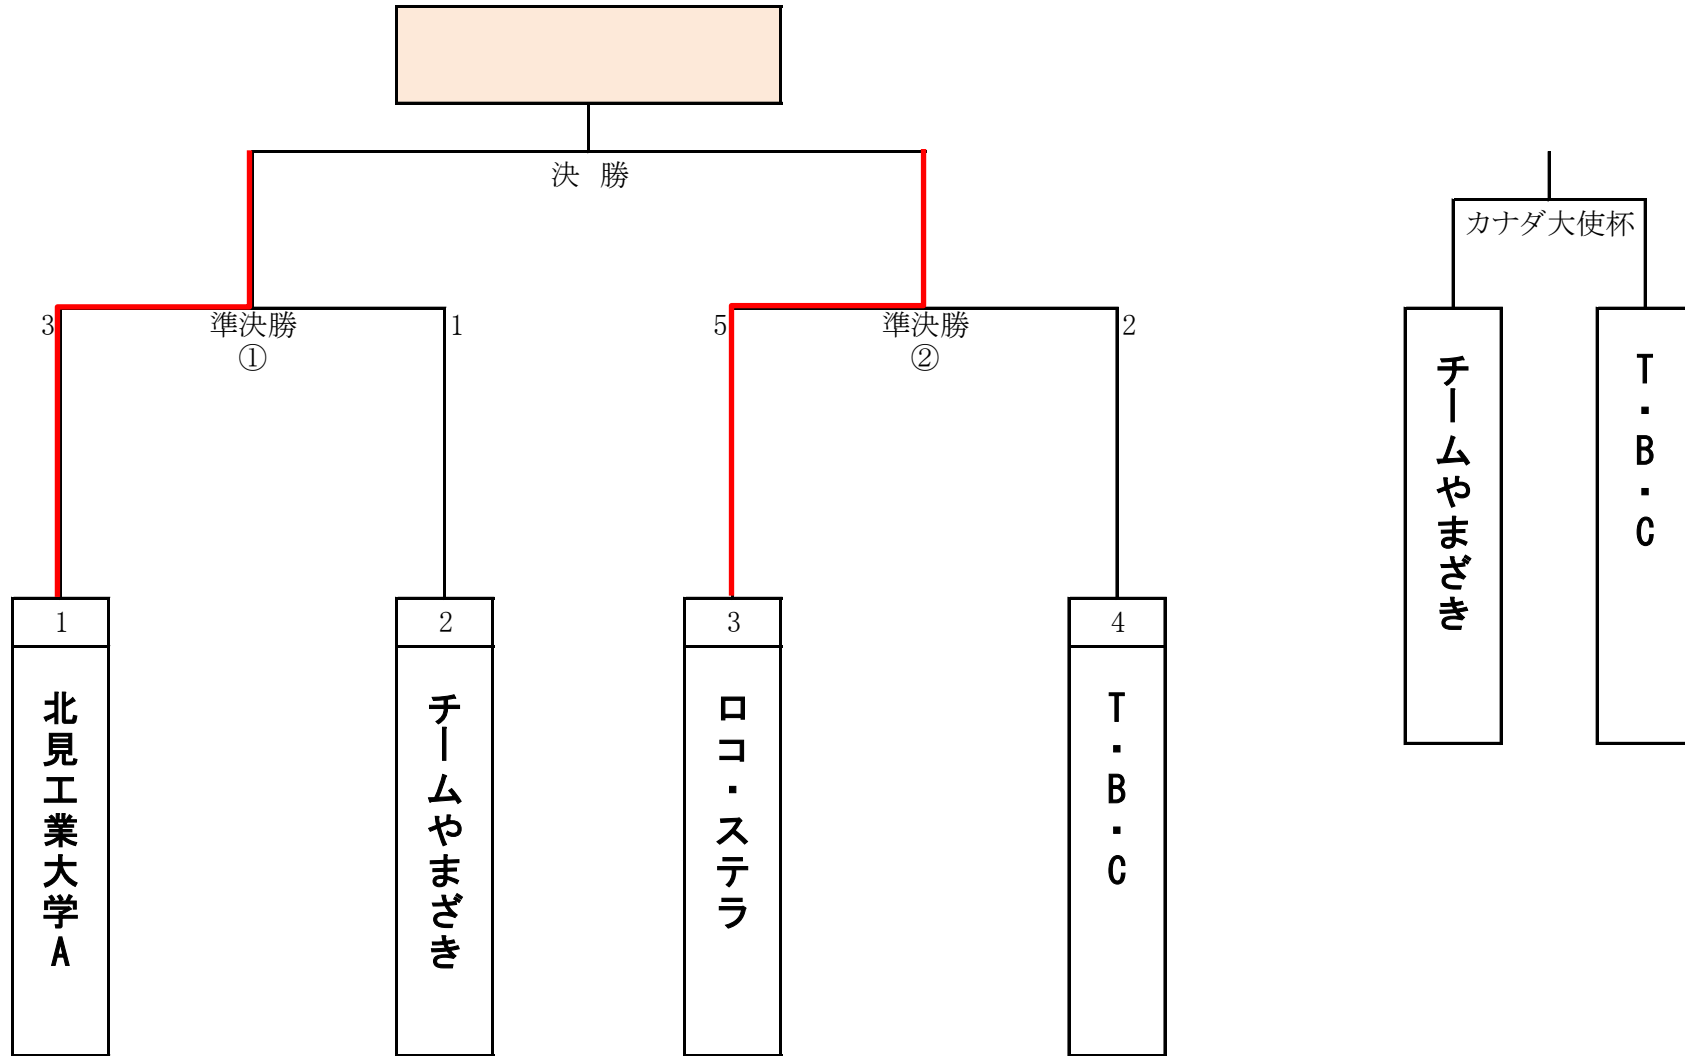 決 勝
カナダ大使杯
3
準決勝
①
1
5
準決勝
②
2
チームやまざき
T・B・C
1
2
3
4
北見工業大学A
チームやまざき
ロコ・ステラ
T・B・C